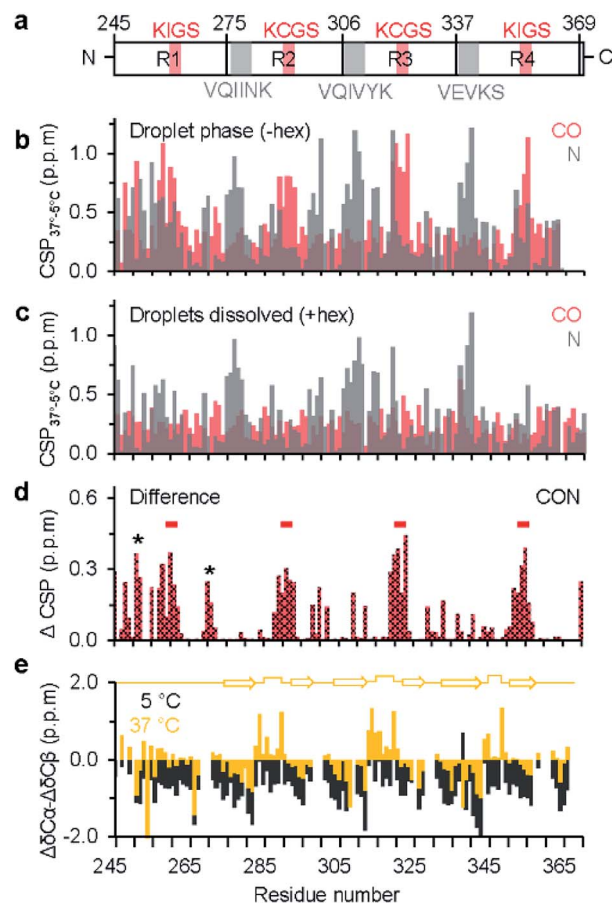 a 245 275 306 337 369
KIGS KCGS KCGS KIGS
N R1 R2 R3 R4 C
VQIINK VQIVYK VEVKS
b Droplet phase (-hex) CO
N
CSP37°-5°C (p.p.m)
1.0
0.5
0.0
c Droplets dissolved (+hex) CO
N
CSP37°-5°C (p.p.m)
1.0
0.5
0.0
d Difference CON
Δ CSP (p.p.m)
0.6
0.3
0.0
* *
e
2.0
0.0
-2.0
5 °C
37 °C
ΔδCα-ΔδCβ (p.p.m)
245 265 285 305 325 345 365
Residue number